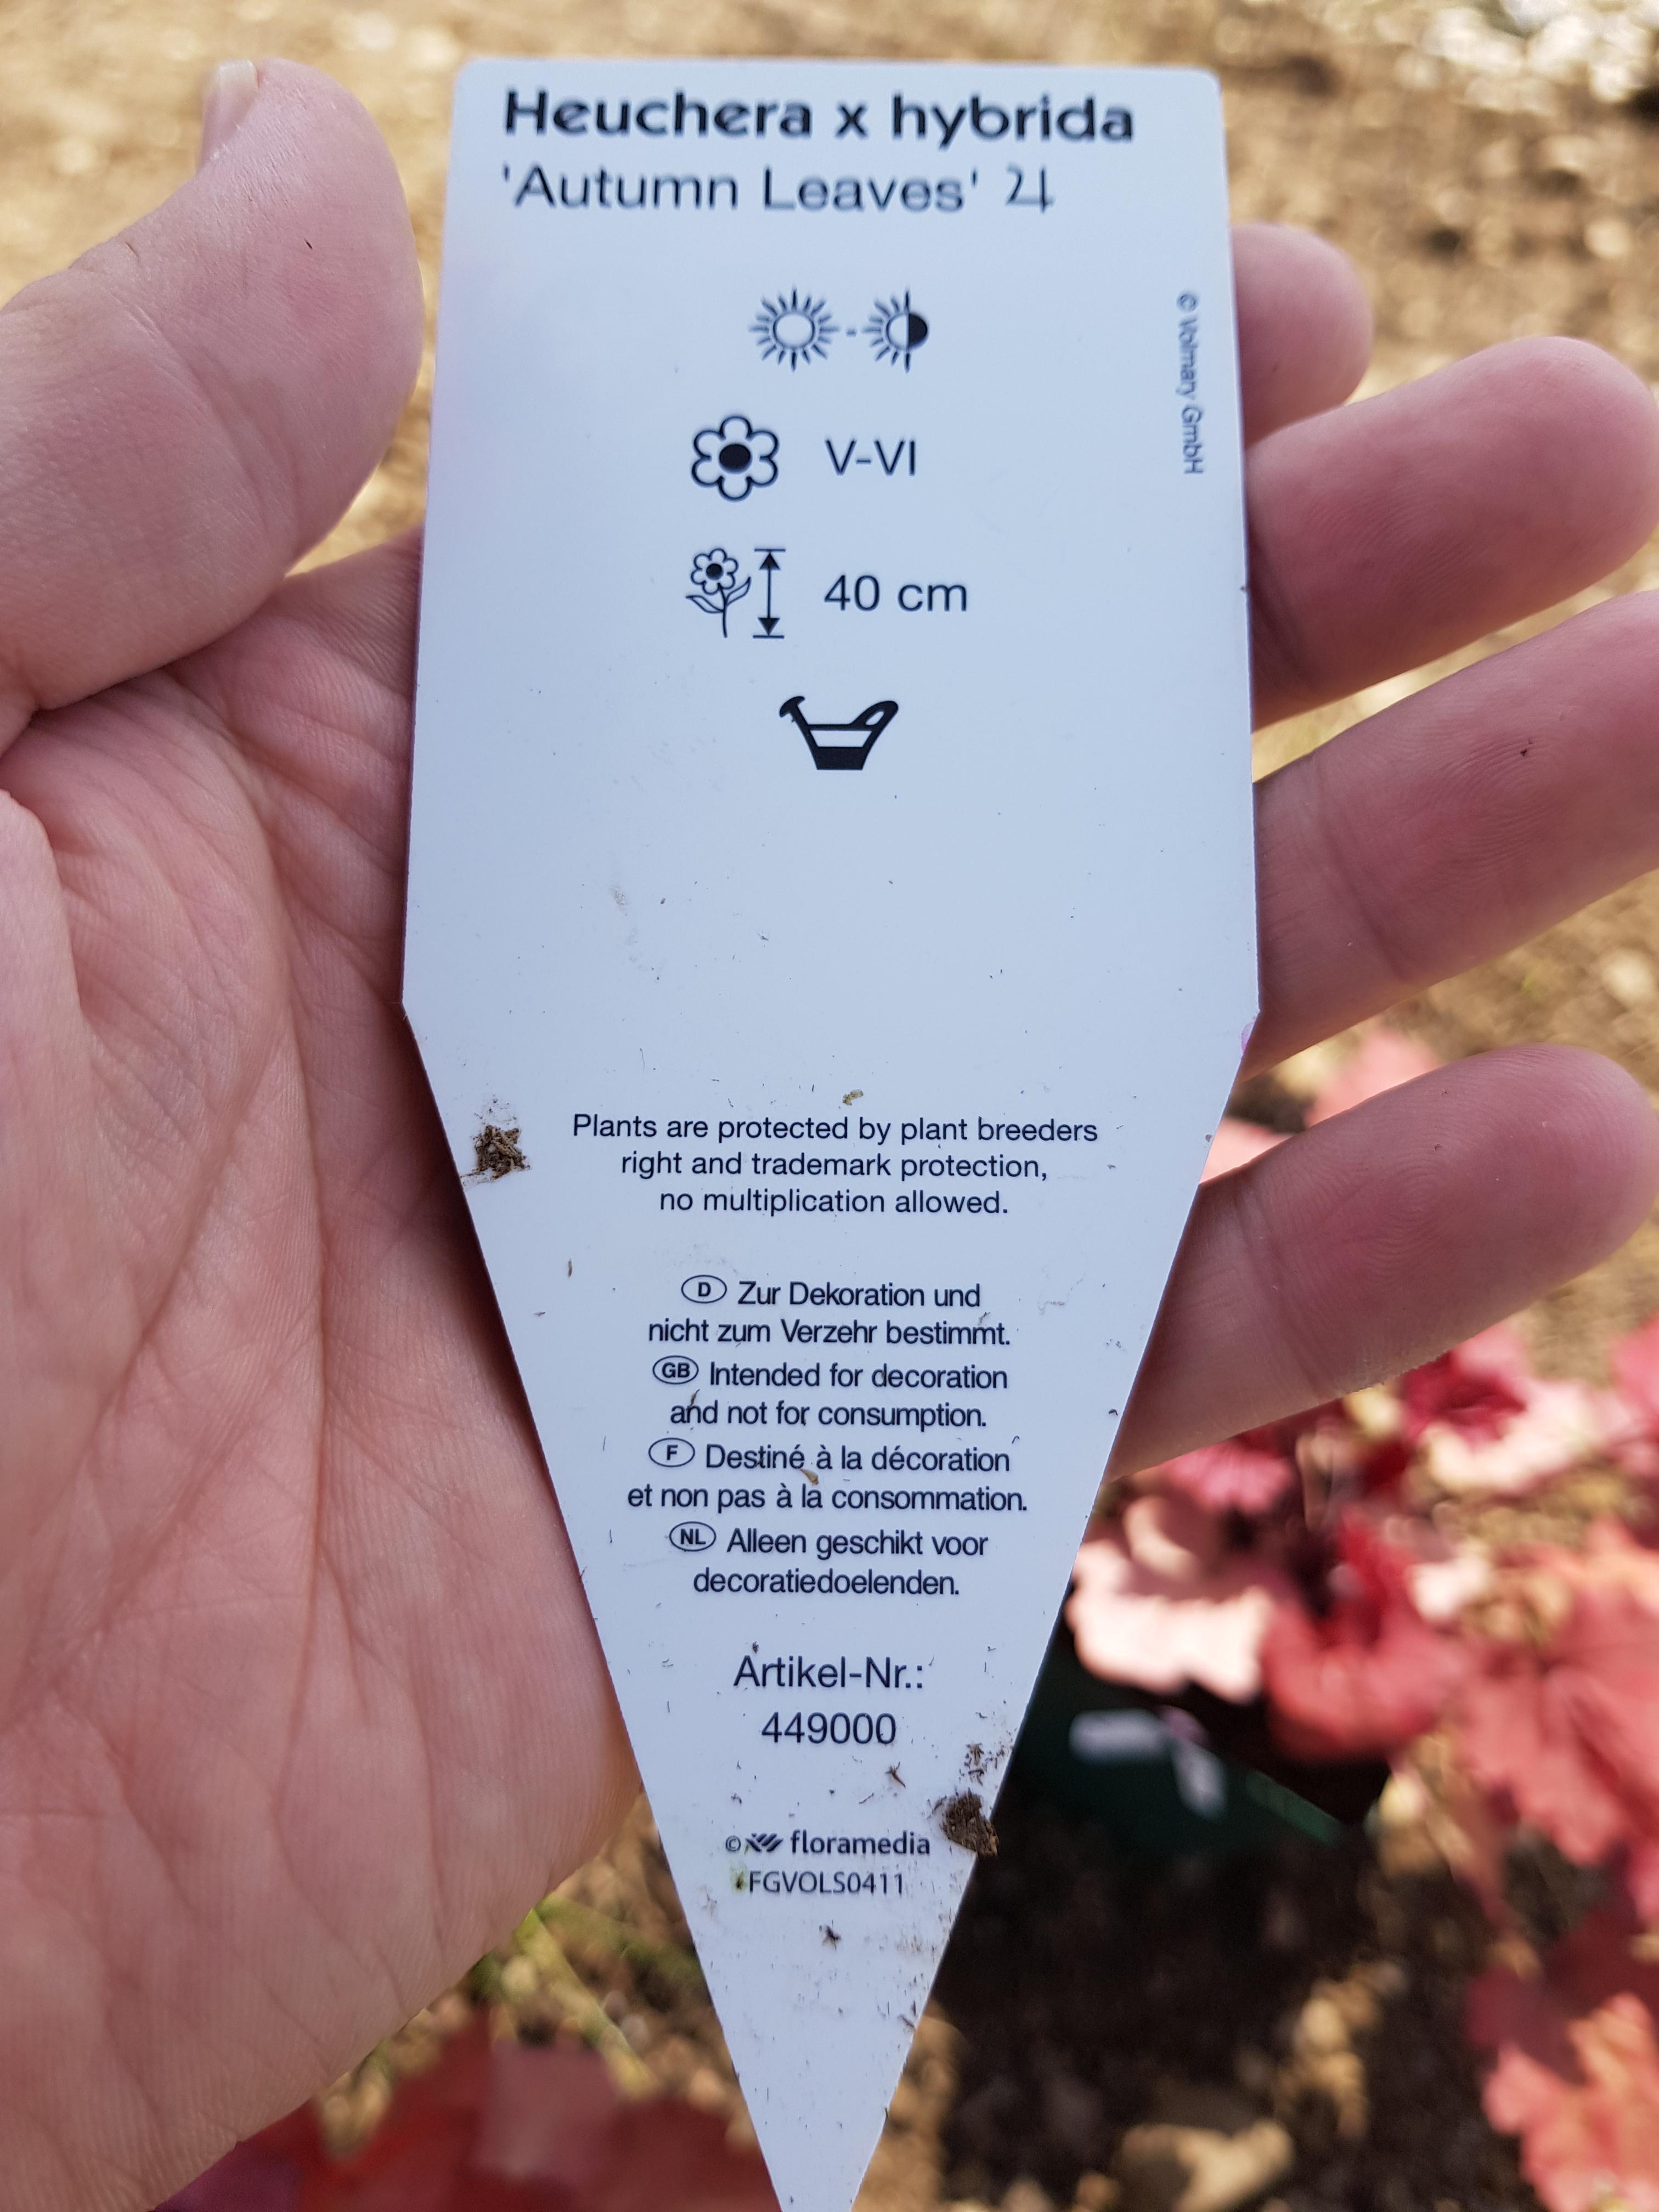 Heuchera x hybrida
'Autumn Leaves' ♃
© Volmary GmbH
-
V-VI
40 cm
Plants are protected by plant breeders
right and trademark protection,
no multiplication allowed.
D Zur Dekoration und
nicht zum Verzehr bestimmt.
GB Intended for decoration
and not for consumption.
F Destiné à la décoration
et non pas à la consommation.
NL Alleen geschikt voor
decoratiedoelenden.
Artikel-Nr.:
449000
© floramedia
FGVOLS0411